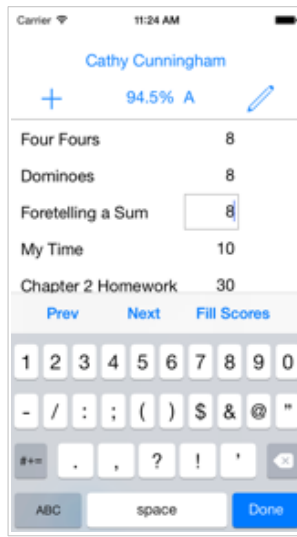 Carrier 11:24 AM
Cathy Cunningham
+ 94.5% A
Four Fours 8
Dominoes 8
Foretelling a Sum 8
My Time 10
Chapter 2 Homework 30
Prev Next Fill Scores
1 2 3 4 5 6 7 8 9 0
- / : ; ( ) $ & @ "
#+= . , ? ! '
ABC space Done